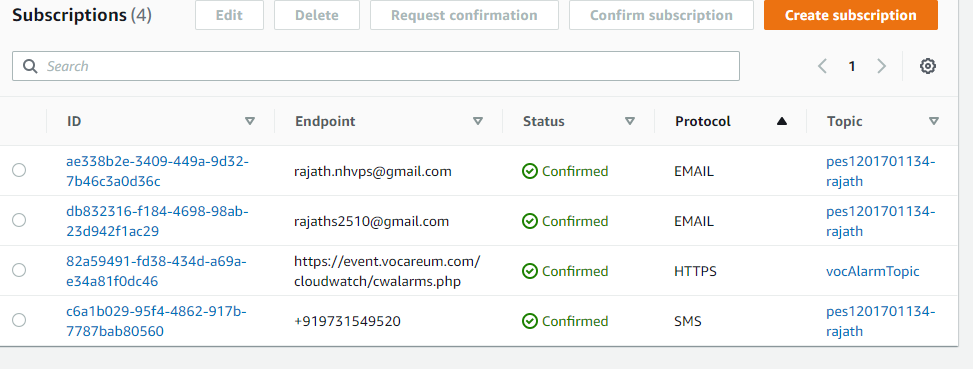 Subscriptions (4) Edit Delete Request confirmation Confirm subscription Create subscription
Search 1
ID Endpoint Status Protocol Topic
ae338b2e-3409-449a-9d32-
7b46c3a0d36c
rajath.nhvps@gmail.com Confirmed EMAIL
pes1201701134-
rajath
db832316-f184-4698-98ab-
23d942f1ac29
rajaths2510@gmail.com Confirmed EMAIL
pes1201701134-
rajath
82a59491-fd38-434d-a69a-
e34a81f0dc46
https://event.vocareum.com/
cloudwatch/cwalarms.php
Confirmed HTTPS vocAlarmTopic
c6a1b029-95f4-4862-917b-
7787bab80560
+919731549520 Confirmed SMS
pes1201701134-
rajath